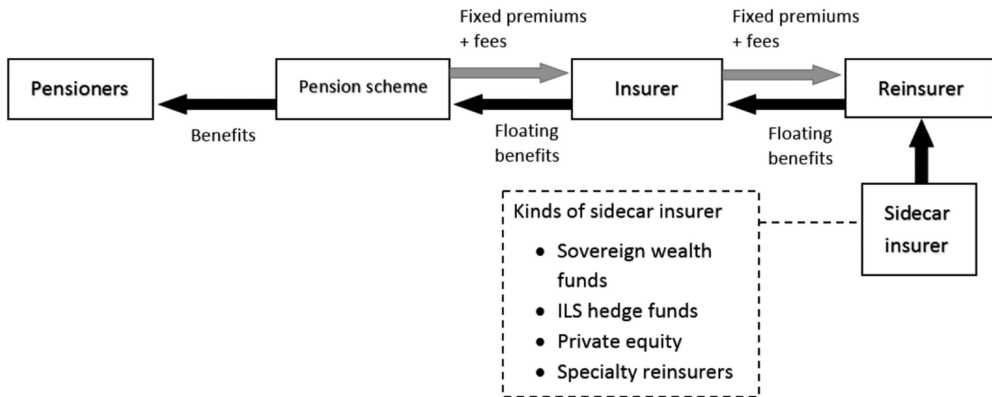 Fixed premiums
+ fees
Fixed premiums
+ fees
Pensioners
Pension scheme
Insurer
Reinsurer
Benefits
Floating
benefits
Floating
benefits
Kinds of sidecar insurer
• Sovereign wealth
funds
• ILS hedge funds
• Private equity
• Specialty reinsurers
Sidecar
insurer